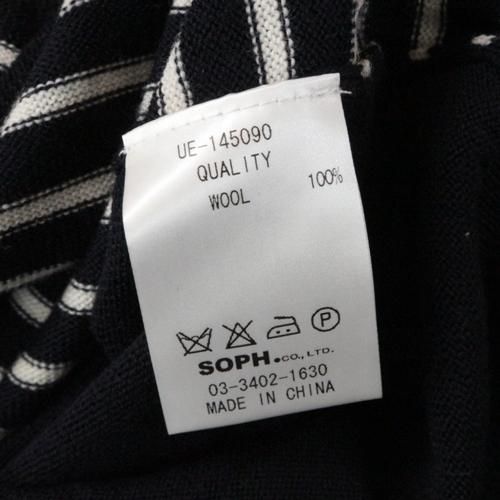 UE-145090
QUALITY
WOOL 100%
P
SOPH.CO.,LTD.
03-3402-1630
MADE IN CHINA